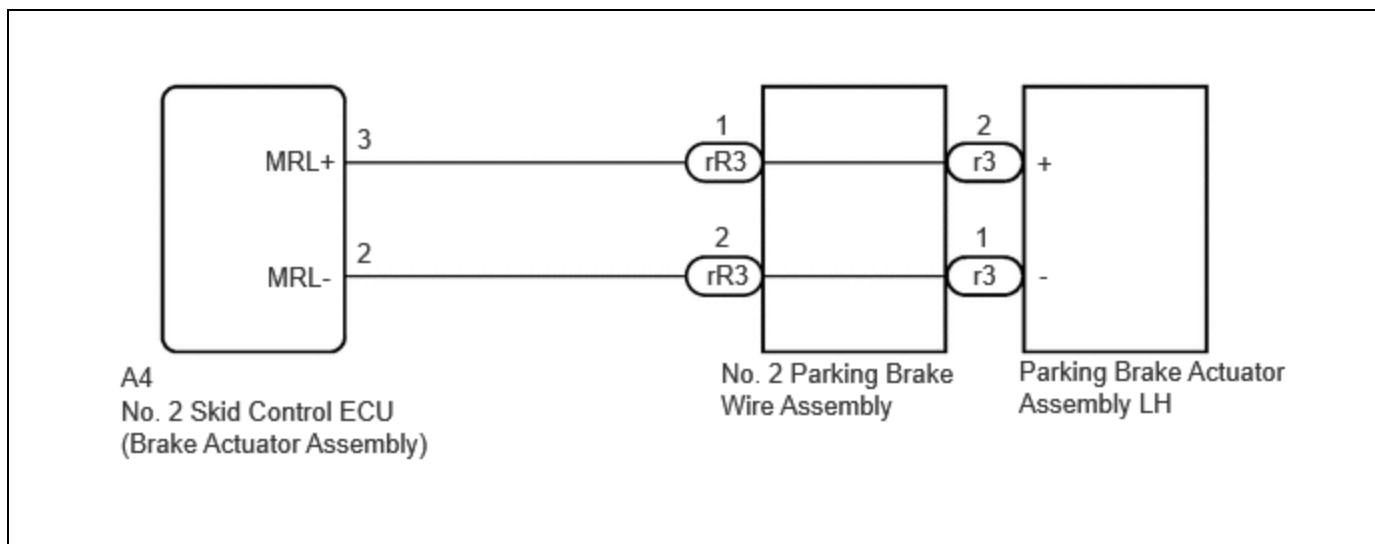 1
2
3
MRL+
rR3
r3
+
2
1
2
MRL-
rR3
r3
-
A4
No. 2 Skid Control ECU
(Brake Actuator Assembly)
No. 2 Parking Brake
Wire Assembly
Parking Brake Actuator
Assembly LH